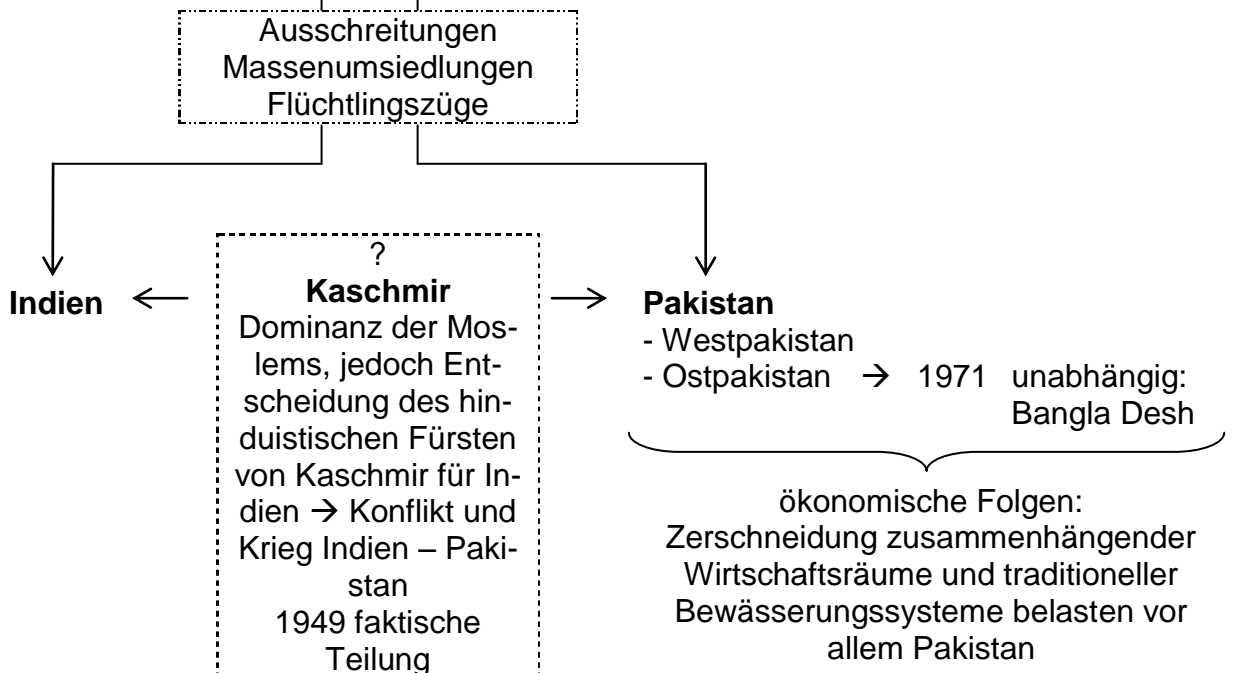 Ausschreitungen
Massenumsiedlungen
Flüchtlingszüge
Indien
?
Kaschmir
Dominanz der Mos-
lems, jedoch Ent-
scheidung des hin-
duistischen Fürsten
von Kaschmir für In-
dien → Konflikt und
Krieg Indien – Paki-
stan
1949 faktische
Teilung
Pakistan
- Westpakistan
- Ostpakistan → 1971 unabhängig:
Bangla Desh
ökonomische Folgen:
Zerschneidung zusammenhängender
Wirtschaftsräume und traditioneller
Bewässerungssysteme belasten vor
allem Pakistan